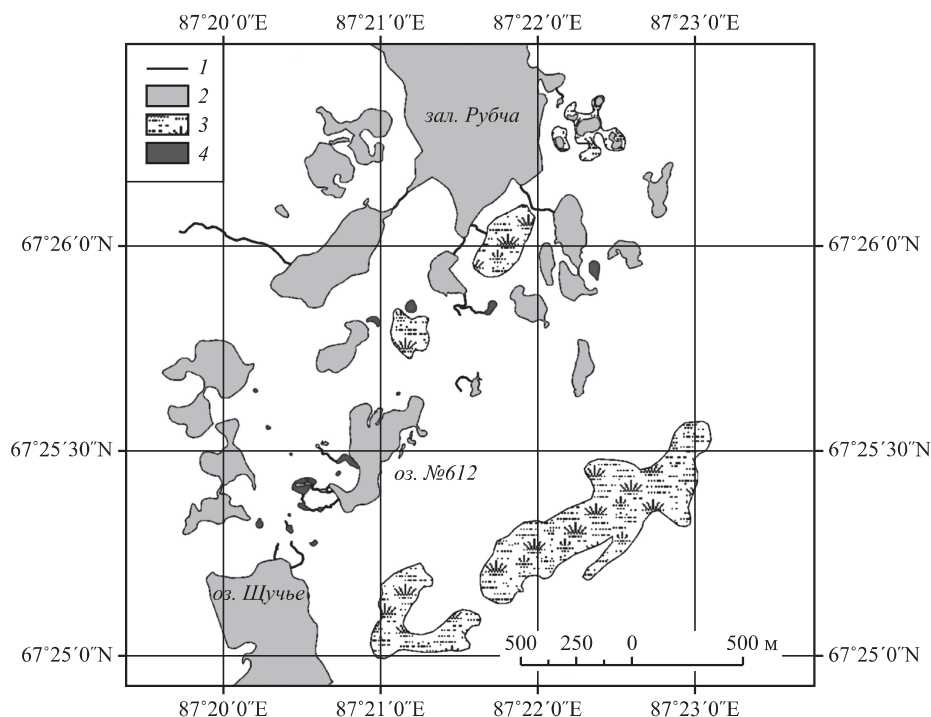 87°20′0″E 87°21′0″E 87°22′0″E 87°23′0″E
1
2
3
4
зал. Рубча
67°26′0″N 67°26′0″N
67°25′30″N 67°25′30″N
оз. №612
оз. Щучье
500 250 0 500 м
67°25′0″N 67°25′0″N
87°20′0″E 87°21′0″E 87°22′0″E 87°23′0″E